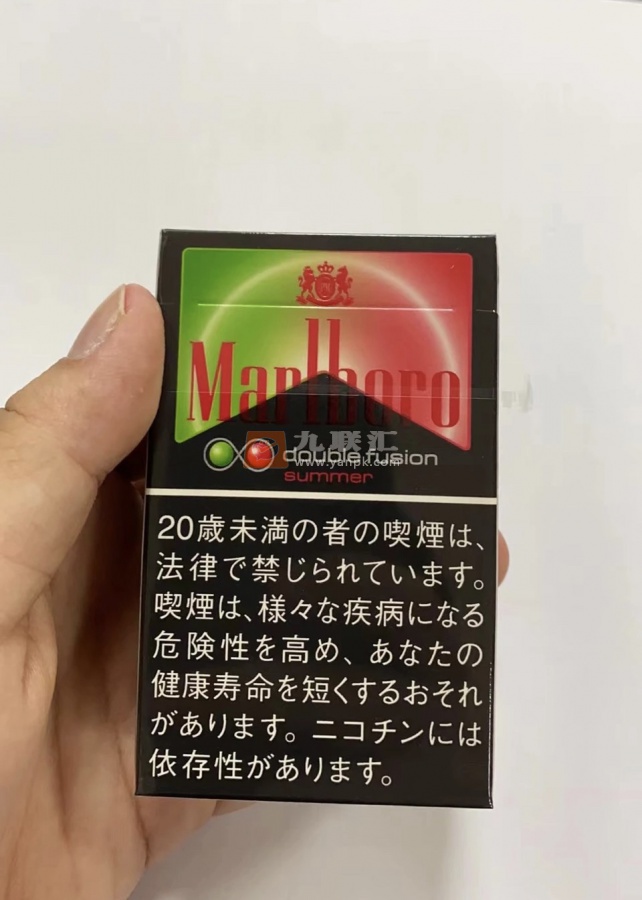 Marlboro
九联汇
double fusion
www.yanpk.com
summer
20歳未満の者の喫煙は、
法律で禁じられています。
喫煙は、様々な疾病になる
危険性を高め、あなたの
健康寿命を短くするおそれ
があります。ニコチンには
依存性があります。